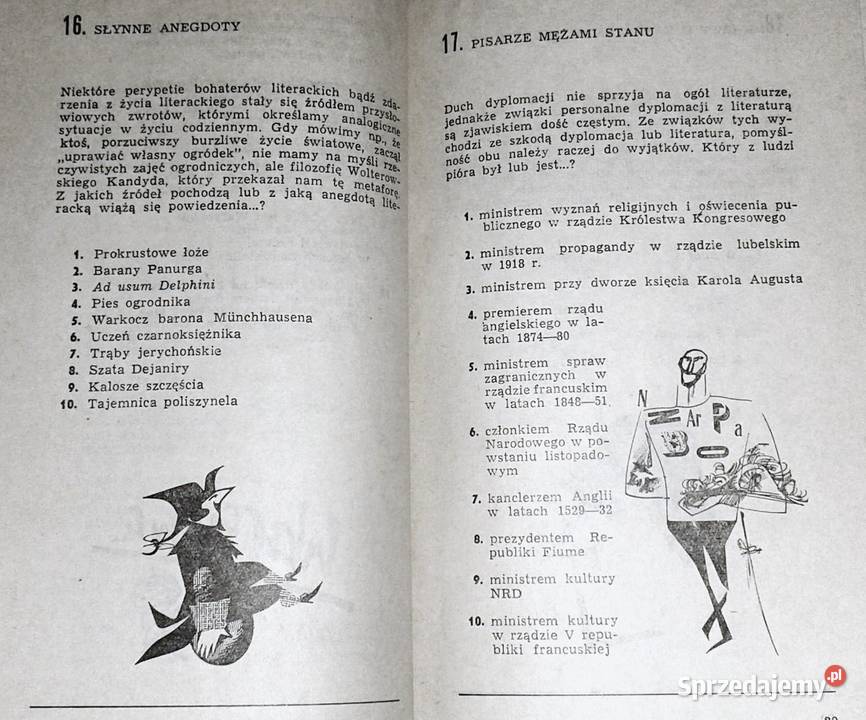 16. SŁYNNE ANEGDOTY
Niektóre perypetie bohaterów literackich bądź zda-
rzenia z życia literackiego stały się źródłem przysło-
wiowych zwrotów, którymi określamy analogiczne
sytuacje w życiu codziennym. Gdy mówimy np., że
ktoś, porzuciwszy burzliwe życie światowe, zaczął
„uprawiać własny ogródek”, nie mamy na myśli rze-
czywistych zajęć ogrodniczych, ale filozofię Wolterow-
skiego Kandyda, który przekazał nam tę metaforę.
Z jakich źródeł pochodzą lub z jaką anegdotą lite-
racką wiążą się powiedzenia...?
1. Prokrustowe łoże
2. Barany Panurga
3. Ad usum Delphini
4. Pies ogrodnika
5. Warkocz barona Münchhausena
6. Uczeń czarnoksiężnika
7. Trąby jerychońskie
8. Szata Dejaniry
9. Kalosze szczęścia
10. Tajemnica poliszynela
17. PISARZE MĘŻAMI STANU
Duch dyplomacji nie sprzyja na ogół literaturze,
jednakże związki personalne dyplomacji z literaturą
są zjawiskiem dość częstym. Ze związków tych wy-
chodzi ze szkodą dyplomacja lub literatura, pomyśl-
ność obu należy raczej do wyjątków. Który z ludzi
pióra był lub jest...?
1. ministrem wyznań religijnych i oświecenia pu-
blicznego w rządzie Królestwa Kongresowego
2. ministrem propagandy w rządzie lubelskim
w 1918 r.
3. ministrem przy dworze księcia Karola Augusta
4. premierem rządu
angielskiego w la-
tach 1874—80
5. ministrem spraw
zagranicznych w
rządzie francuskim
w latach 1848—51
6. członkiem Rządu
Narodowego w po-
wstaniu listopado-
wym
7. kanclerzem Anglii
w latach 1529—32
8. prezydentem Re-
publiki Fiume
9. ministrem kultury
NRD
10. ministrem kultury
w rządzie V repu-
bliki francuskiej
N
N Ar P a
B O
Sprzedajemy.pl